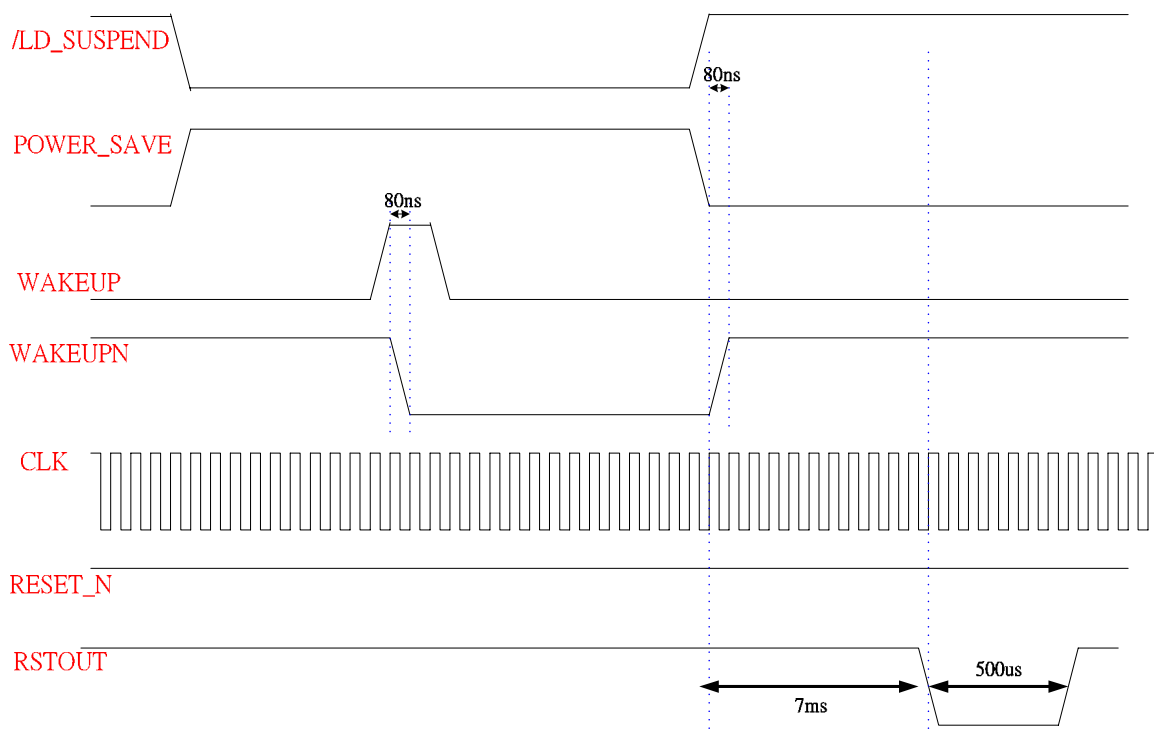 /LD_SUSPEND
80ns
POWER_SAVE
80ns
WAKEUP
WAKEUPN
CLK
RESET_N
RSTOUT
500us
7ms